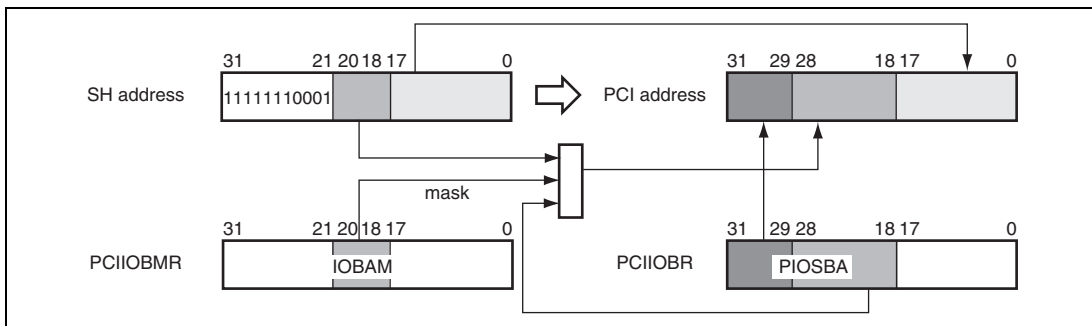 31 21 20 18 17 0
SH address 11111110001
31 29 28 18 17 0
PCI address
mask
31 21 20 18 17 0
PCIIOBMR IOBAM
31 29 28 18 17 0
PCIIOBR PIOSBA